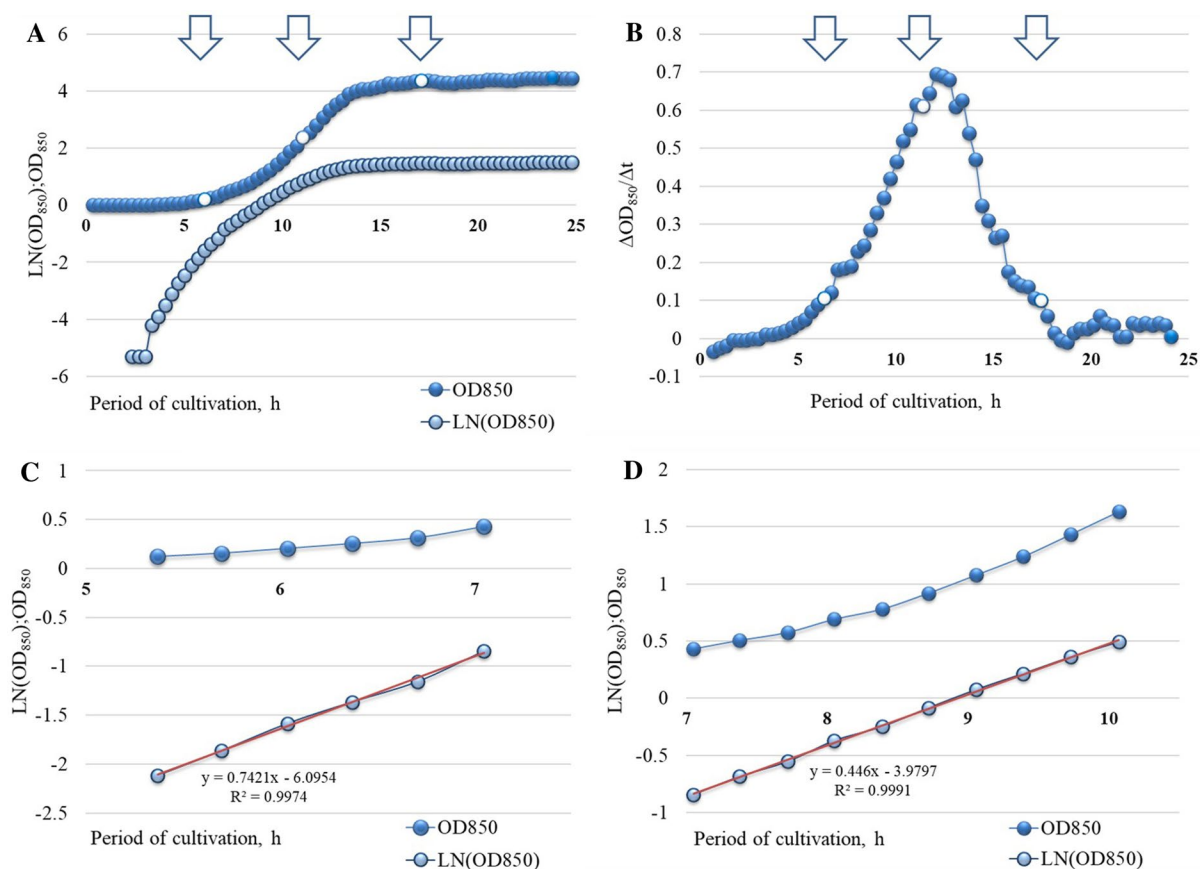 A
6
4
2
0
-2
-4
-6
0
5
10
15
20
25
LN(OD850);OD850
Period of cultivation, h
OD850
LN(OD850)
B
0.8
0.7
0.6
0.5
0.4
0.3
0.2
0.1
0
-0.1
0
5
10
15
20
25
ΔOD850/Δt
Period of cultivation, h
C
1
0.5
0
-0.5
-1
-1.5
-2
-2.5
5
6
7
LN(OD850);OD850
y = 0.7421x - 6.0954
R² = 0.9974
Period of cultivation, h
OD850
LN(OD850)
D
2
1.5
1
0.5
0
-0.5
-1
7
8
9
10
LN(OD850);OD850
y = 0.446x - 3.9797
R² = 0.9991
Period of cultivation, h
OD850
LN(OD850)